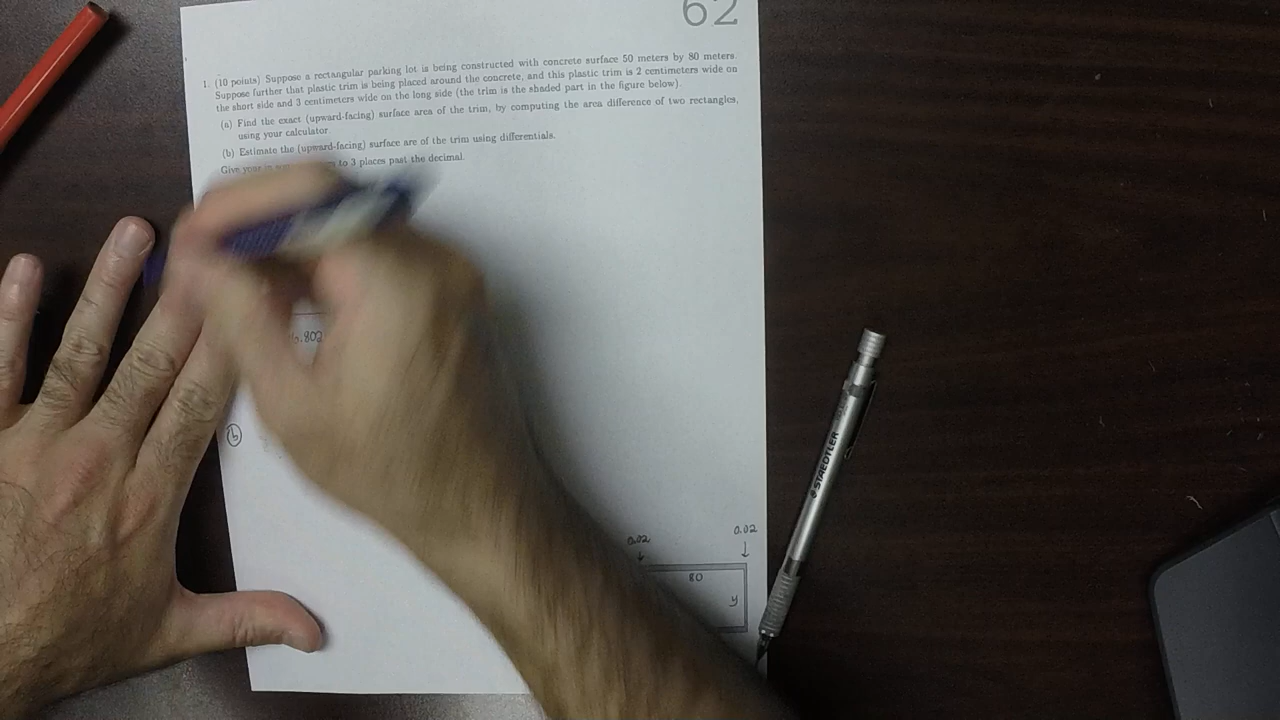 62
1. (10 points) Suppose a rectangular parking lot is being constructed with concrete surface 50 meters by 80 meters.
Suppose further that plastic trim is being placed around the concrete, and this plastic trim is 2 centimeters wide on
the short side and 3 centimeters wide on the long side (the trim is the shaded part in the figure below).
(a) Find the exact (upward-facing) surface area of the trim, by computing the area difference of two rectangles,
using your calculator.
(b) Estimate the (upward-facing) surface are of the trim using differentials.
Give your to 3 places past the decimal.
.802
b
0.02 0.02
80
y
STAEDTLER